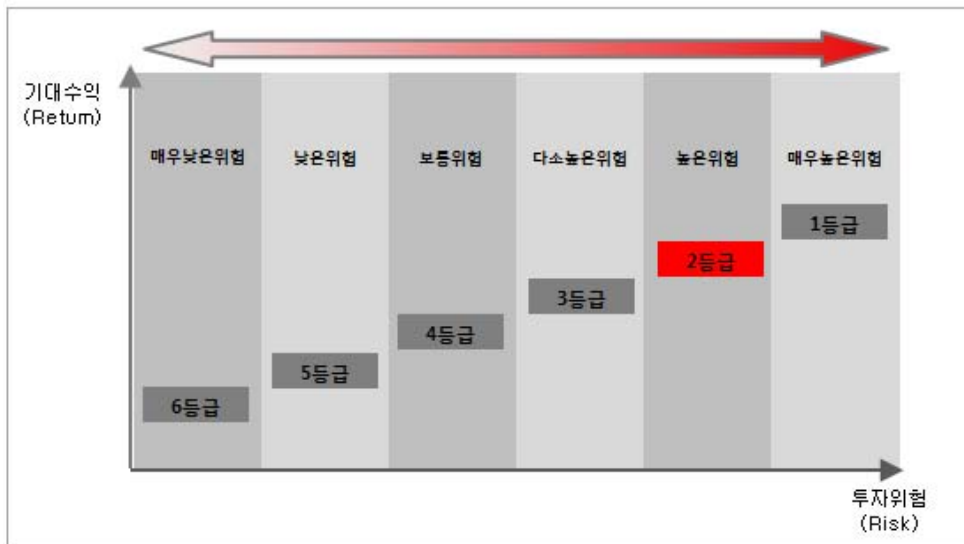 기대수익
(Return)
매우낮은위험 낮은위험 보통위험 다소높은위험 높은위험 매우높은위험
1등급
2등급
3등급
4등급
5등급
6등급
투자위험
(Risk)